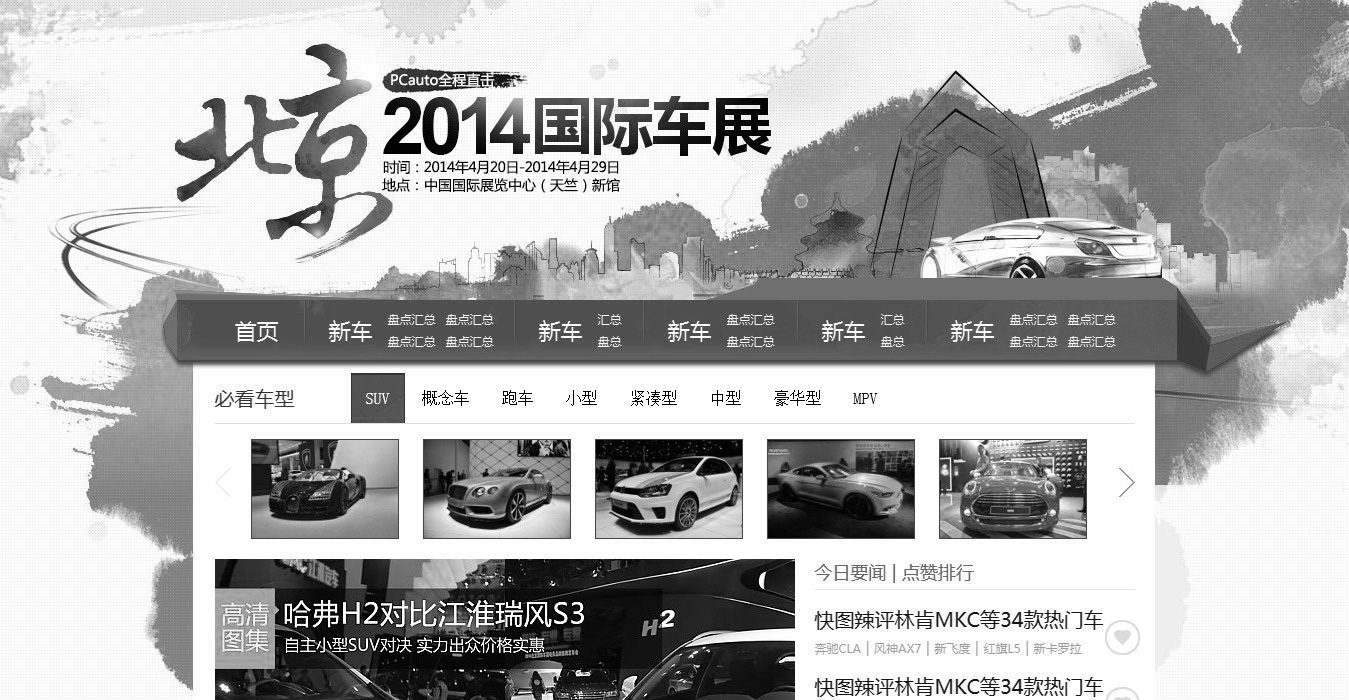 北京
PCauto全程直击
2014国际车展
时间：2014年4月20日-2014年4月29日
地点：中国国际展览中心（天竺）新馆
首页 新车 盘点汇总 盘点汇总 新车 汇总 新车 盘点汇总 新车 汇总 新车 盘点汇总 盘点汇总
盘点汇总 盘点汇总 盘总 盘点汇总 盘总 盘点汇总 盘点汇总
必看车型 SUV 概念车 跑车 小型 紧凑型 中型 豪华型 MPV
高清
图集
哈弗H2对比江淮瑞风S3
自主小型SUV对决 实力出众价格实惠
H2
今日要闻 | 点赞排行
快图辣评林肯MKC等34款热门车
奔驰CLA | 风神AX7 | 新飞度 | 红旗L5 | 新卡罗拉
快图辣评林肯MKC等34款热门车